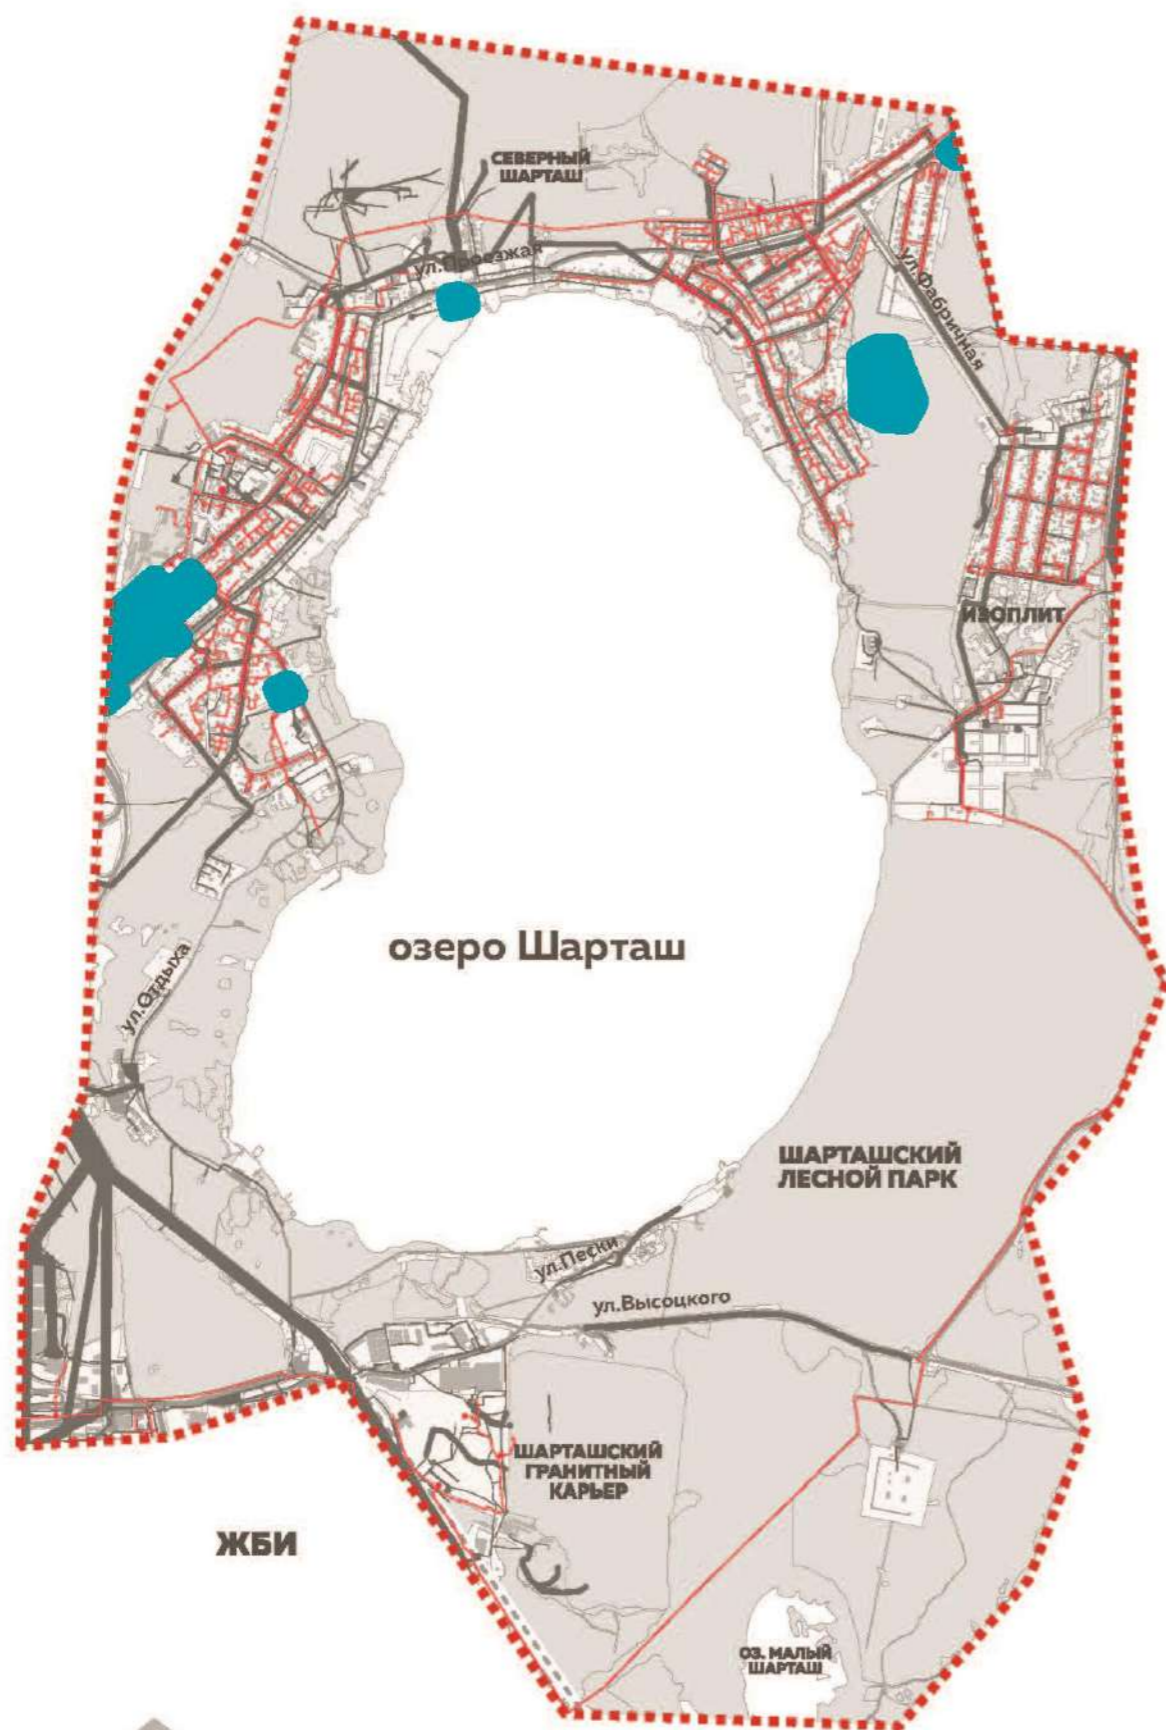 СЕВЕРНЫЙ
ШАРТАШ
ул.Проезжая
ул.Фабричная
ИЗОПЛИТ
озеро Шарташ
ул.Отдыха
ШАРТАШСКИЙ
ЛЕСНОЙ ПАРК
ул.Пески
ул.Высоцкого
ШАРТАШСКИЙ
ГРАНИТНЫЙ
КАРЬЕР
ЖБИ
ОЗ. МАЛЫЙ
ШАРТАШ